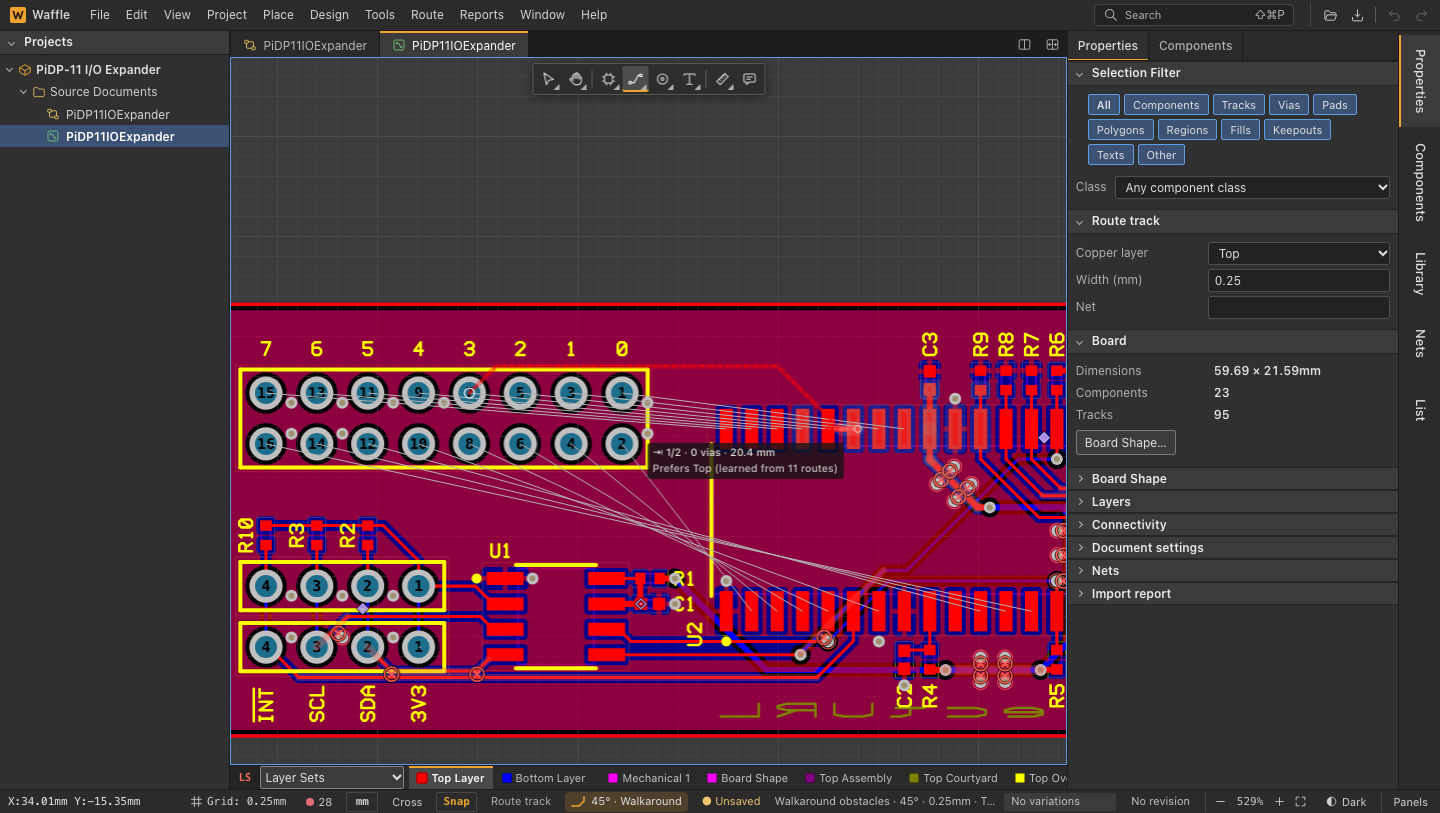 Waffle File Edit View Project Place Design Tools Route Reports Window Help Search ⇧⌘P
Projects
PiDP-11 I/O Expander
Source Documents
PiDP11IOExpander
PiDP11IOExpander
PiDP11IOExpander PiDP11IOExpander
7 6 5 4 3 2 1 0
15 13 11 9 5 3 1
16 14 12 10 8 6 4 2
C3 R9 R8 R7 R6
⇥ 1/2 · 0 vias · 20.4 mm
Prefers Top (learned from 11 routes)
R10 R3 R2
U1
4 3 2 1
R1
C1
U2
4 3 2 1
INT SCL SDA 3V3
C2 R4 R5
Properties Components
Selection Filter
All Components Tracks Vias Pads
Polygons Regions Fills Keepouts
Texts Other
Class Any component class
Route track
Copper layer Top
Width (mm) 0.25
Net
Board
Dimensions 59.69 × 21.59mm
Components 23
Tracks 95
Board Shape...
Board Shape
Layers
Connectivity
Document settings
Nets
Import report
Properties
Components
Library
Nets
List
LS Layer Sets Top Layer Bottom Layer Mechanical 1 Board Shape Top Assembly Top Courtyard Top Ov
X:34.01mm Y:-15.35mm Grid: 0.25mm 28 mm Cross Snap Route track 45° · Walkaround Unsaved Walkaround obstacles · 45° · 0.25mm · T... No variations No revision − 529% + Dark Panels